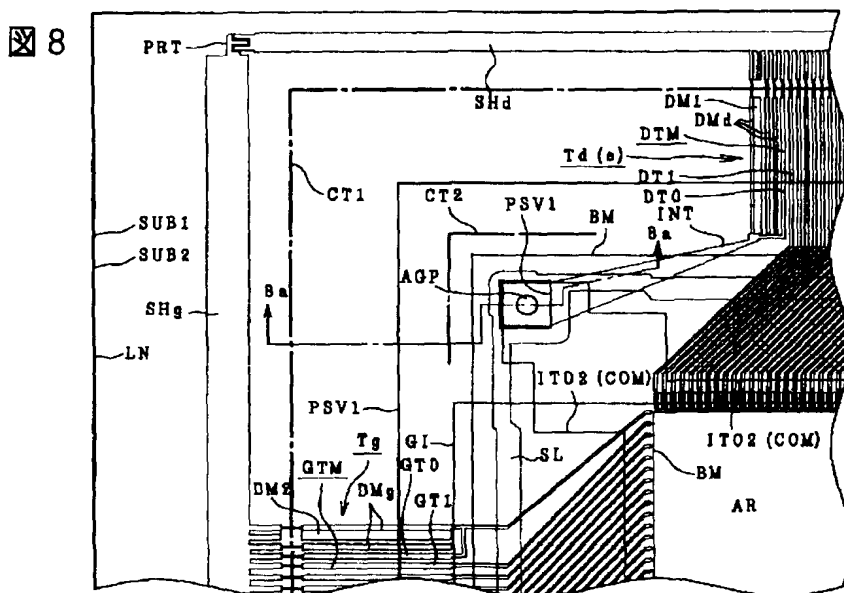 図8
PRT
SHd
DM1
DMd
DTM
Td(e)
DT1
DT0
CT1
CT2
PSV1
BM
INT
8a
SUB1
SUB2
AGP
8a
SHg
LN
ITO2(COM)
PSV1
GI
Tg
SL
ITO2(COM)
GTM
GT0
BM
DM2
DMg
GT1
AR